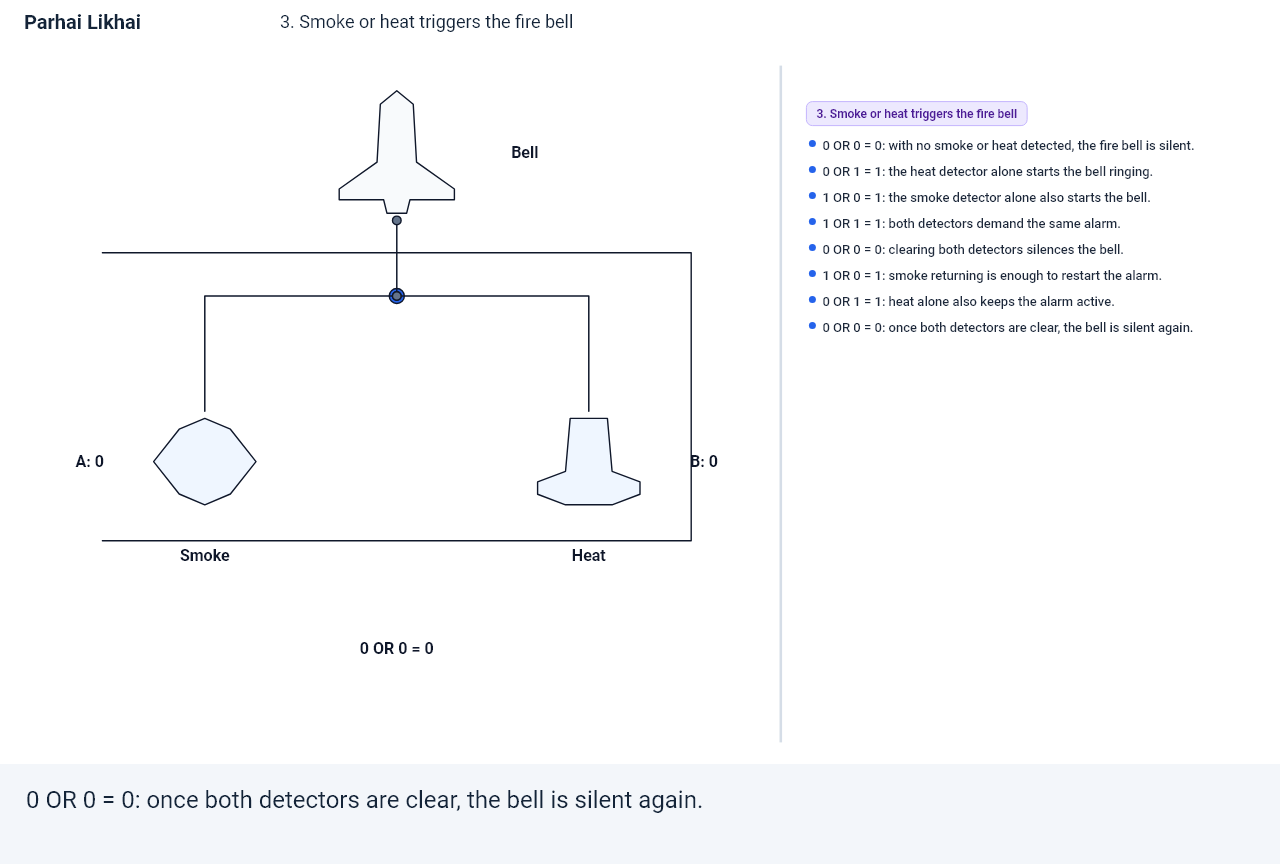 Parhai Likhai
3. Smoke or heat triggers the fire bell
Bell
A: 0
B: 0
Smoke
Heat
0 OR 0 = 0
3. Smoke or heat triggers the fire bell
0 OR 0 = 0: with no smoke or heat detected, the fire bell is silent.
0 OR 1 = 1: the heat detector alone starts the bell ringing.
1 OR 0 = 1: the smoke detector alone also starts the bell.
1 OR 1 = 1: both detectors demand the same alarm.
0 OR 0 = 0: clearing both detectors silences the bell.
1 OR 0 = 1: smoke returning is enough to restart the alarm.
0 OR 1 = 1: heat alone also keeps the alarm active.
0 OR 0 = 0: once both detectors are clear, the bell is silent again.
0 OR 0 = 0: once both detectors are clear, the bell is silent again.